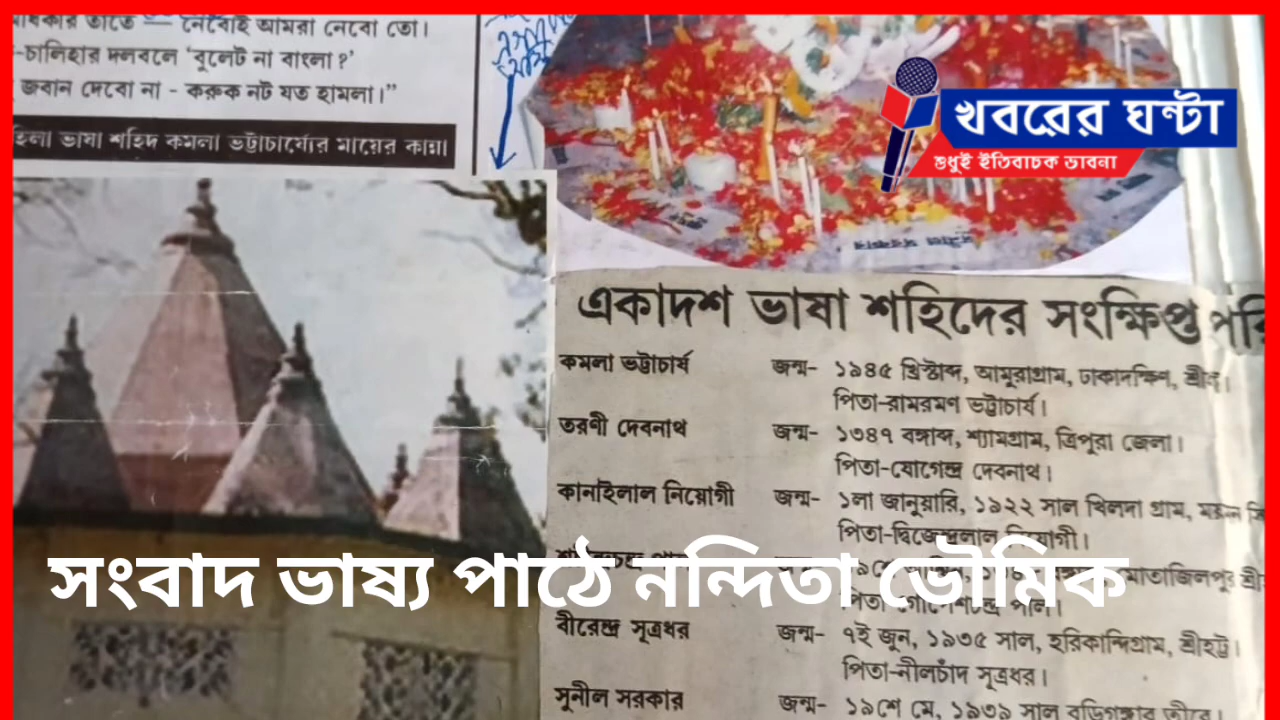 তাতে নেবোই আমরা নেবো তো।
-চালিহার দলবলে ‘বুলেট না বাংলা ?’
জবান দেবো না - করুক নট যত হামলা।”
ভাষা শহিদ কমলা ভট্টাচার্য্যের মায়ের কান্না
খবরের ঘন্টা
শুধুই ইতিবাচক ভাবনা
একাদশ ভাষা শহিদের সংক্ষিপ্ত
কমলা ভট্টাচার্য জন্ম- ১৯৪৫ খ্রিস্টাব্দ, আমুরাগ্রাম, ঢাকাদক্ষিণ,
পিতা-রামরমণ ভট্টাচার্য।
তরণী দেবনাথ জন্ম- ১৩৪৭ বঙ্গাব্দ, শ্যামগ্রাম, ত্রিপুরা জেলা।
পিতা-যোগেন্দ্র দেবনাথ।
কানাইলাল নিয়োগী জন্ম- ১লা জানুয়ারি, ১৯২২ সাল খিলদা গ্রাম,
পিতা-দ্বিজেন্দ্রলাল নিয়োগী।
সংবাদ ভাষ্য পাঠে নন্দিতা ভৌমিক
পিতা গোপেশচন্দ্র পাল।
বীরেন্দ্র সূত্রধর জন্ম- ৭ই জুন, ১৯৩৫ সাল, হরিকান্দিগ্রাম, শ্রীহট্ট।
পিতা-নীলচাঁদ সূত্রধর।
সুনীল সরকার জন্ম- ১৯শে মে, ১৯৩৯ সাল